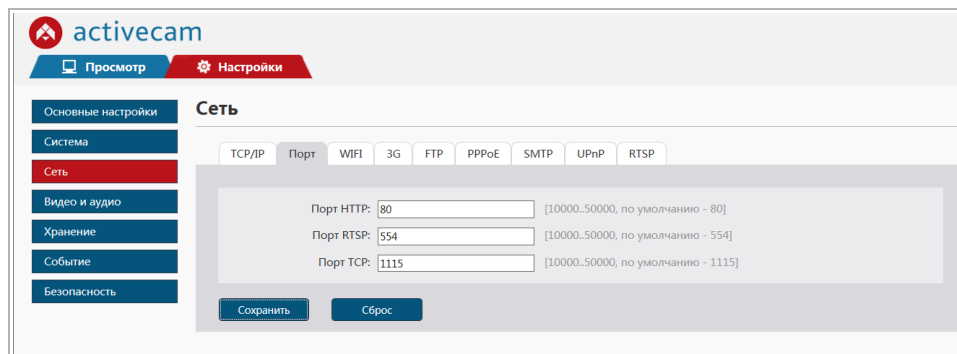 activecam
Просмотр Настройки
Основные настройки
Система
Сеть
Видео и аудио
Хранение
Событие
Безопасность
Сеть
TCP/IP Порт WIFI 3G FTP PPPoE SMTP UPnP RTSP
Порт HTTP: 80 [10000..50000, по умолчанию - 80]
Порт RTSP: 554 [10000..50000, по умолчанию - 554]
Порт TCP: 1115 [10000..50000, по умолчанию - 1115]
Сохранить Сброс